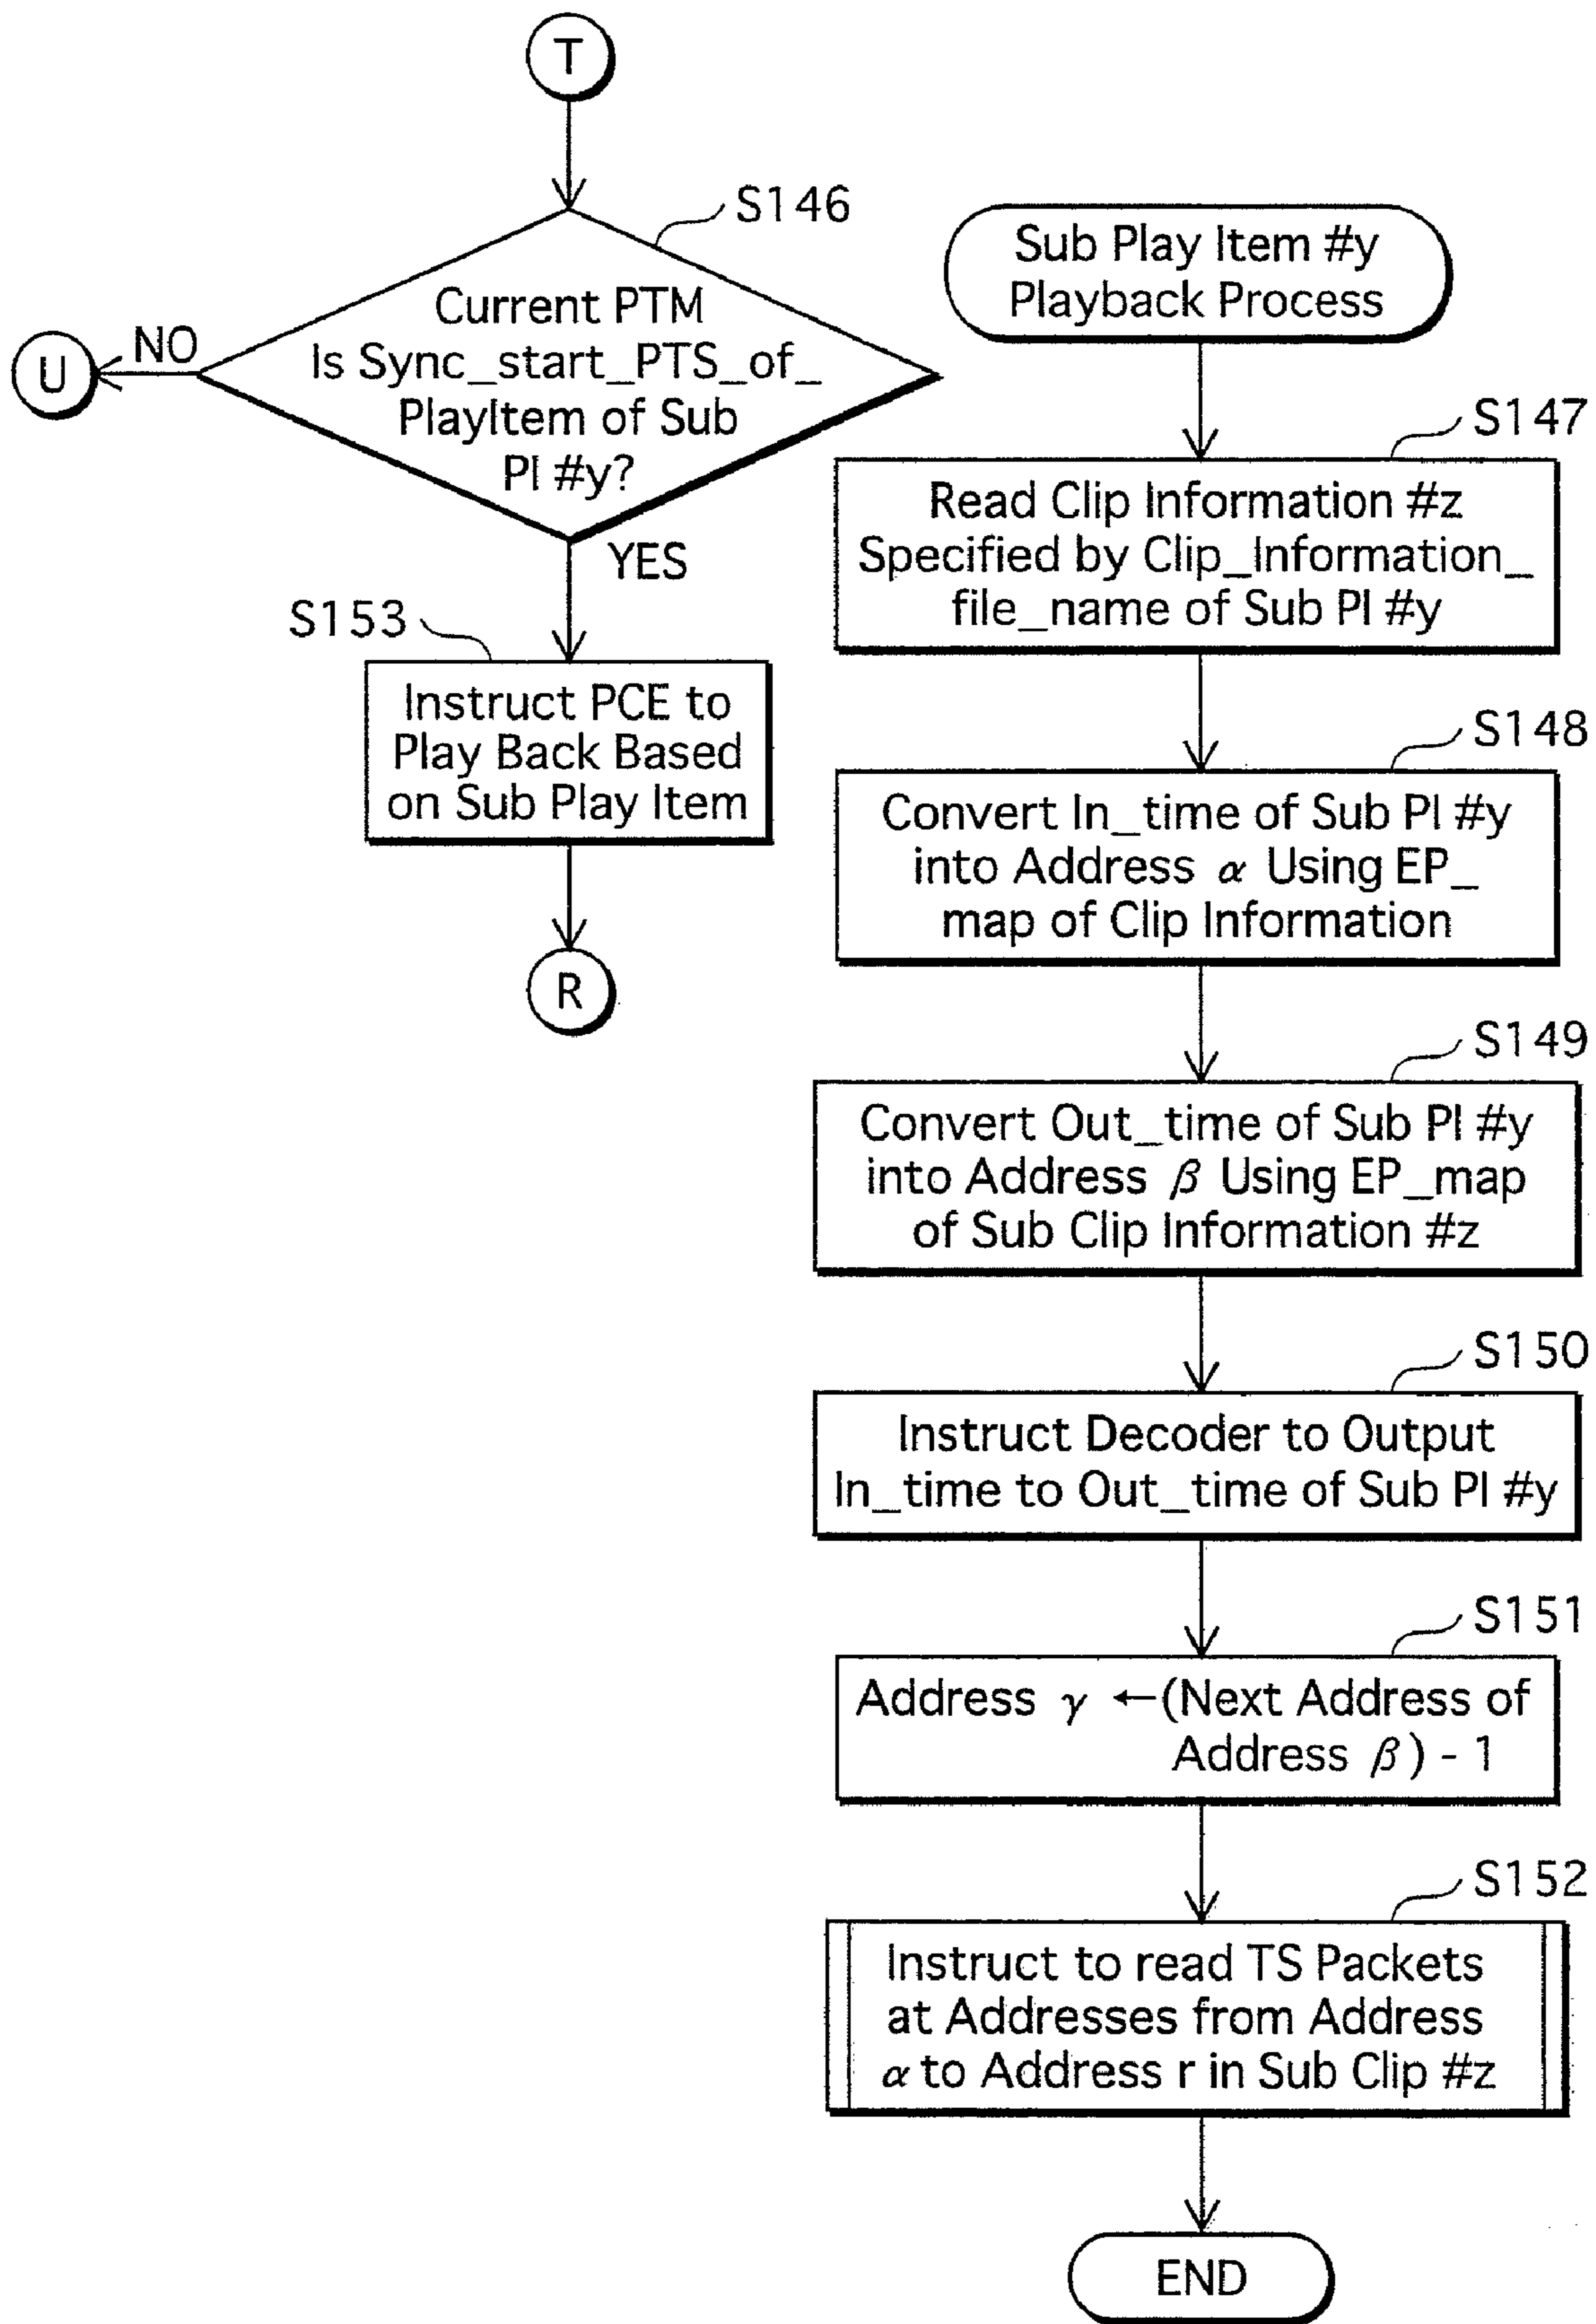 T
S146
Current PTM
Is Sync_start_PTS_of_
PlayItem of Sub
PI #y?
NO
U
YES
S153
Instruct PCE to
Play Back Based
on Sub Play Item
R
Sub Play Item #y
Playback Process
S147
Read Clip Information #z
Specified by Clip_Information_
file_name of Sub PI #y
S148
Convert In_time of Sub PI #y
into Address α Using EP_
map of Clip Information
S149
Convert Out_time of Sub PI #y
into Address β Using EP_map
of Sub Clip Information #z
S150
Instruct Decoder to Output
In_time to Out_time of Sub PI #y
S151
Address γ ←(Next Address of
Address β) - 1
S152
Instruct to read TS Packets
at Addresses from Address
α to Address r in Sub Clip #z
END